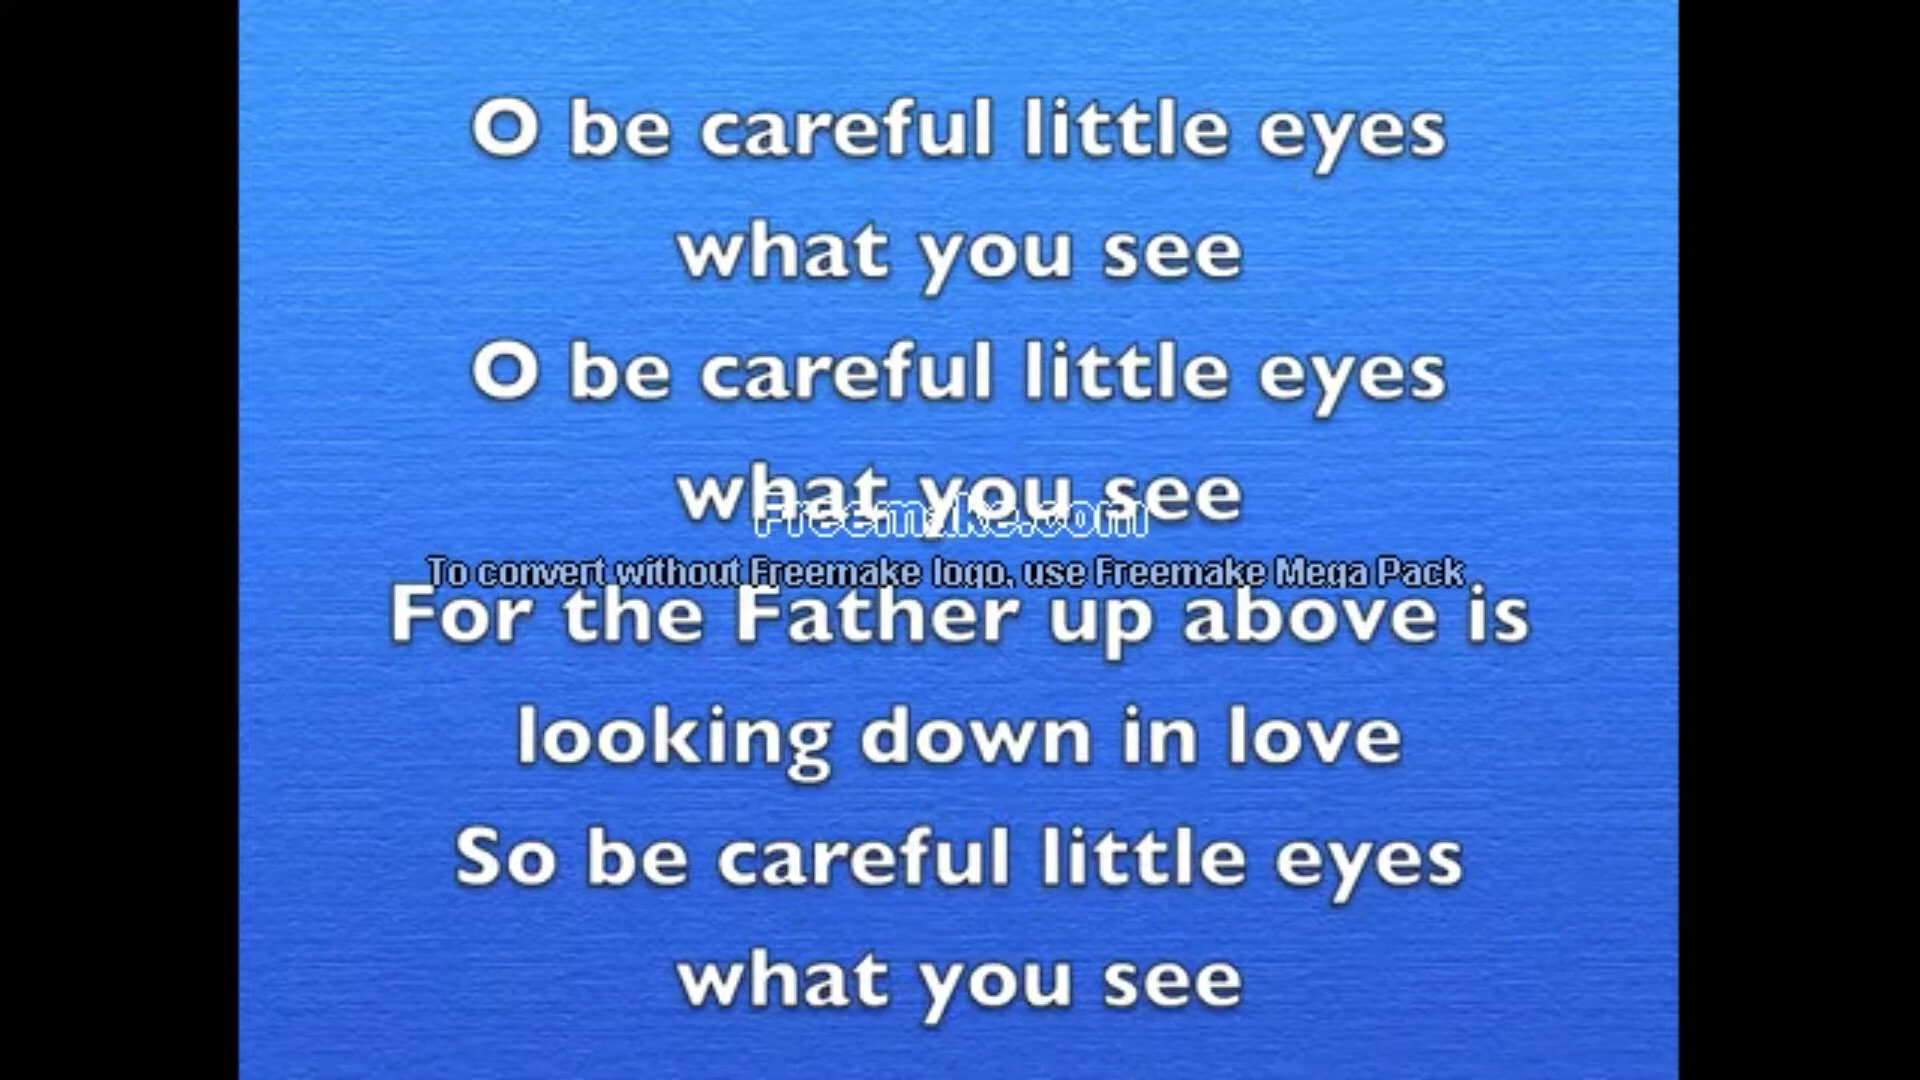 O be careful little eyes
what you see
O be careful little eyes
what you see
Freemake.com
To convert without Freemake logo, use Freemake Mega Pack
For the Father up above is
looking down in love
So be careful little eyes
what you see